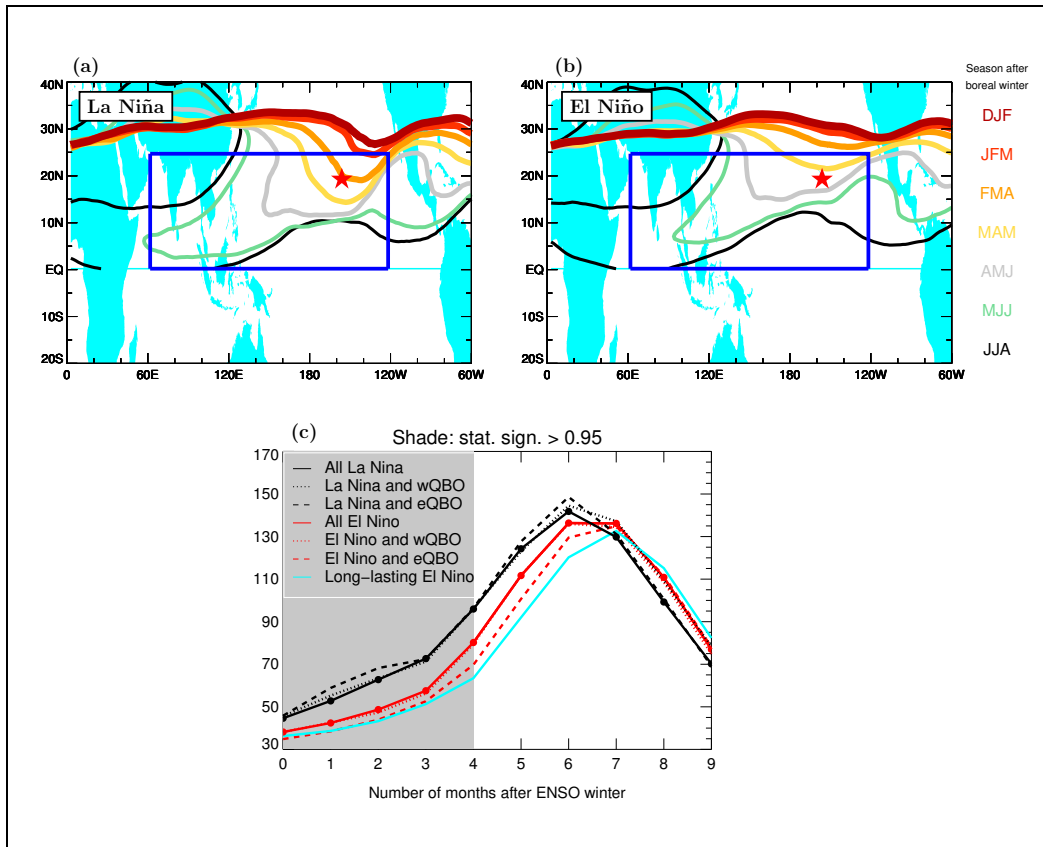 (a)
La Niña
40N
30N
20N
10N
EQ
10S
20S
0
60E
120E
180
120W
60W
(b)
El Niño
40N
30N
20N
10N
EQ
10S
20S
0
60E
120E
180
120W
60W
Season after
boreal winter
DJF
JFM
FMA
MAM
AMJ
MJJ
JJA
(c)
Shade: stat. sign. > 0.95
170
150
130
110
90
70
50
30
All La Nina
La Nina and wQBO
La Nina and eQBO
All El Nino
El Nino and wQBO
El Nino and eQBO
Long-lasting El Nino
0 1 2 3 4 5 6 7 8 9
Number of months after ENSO winter